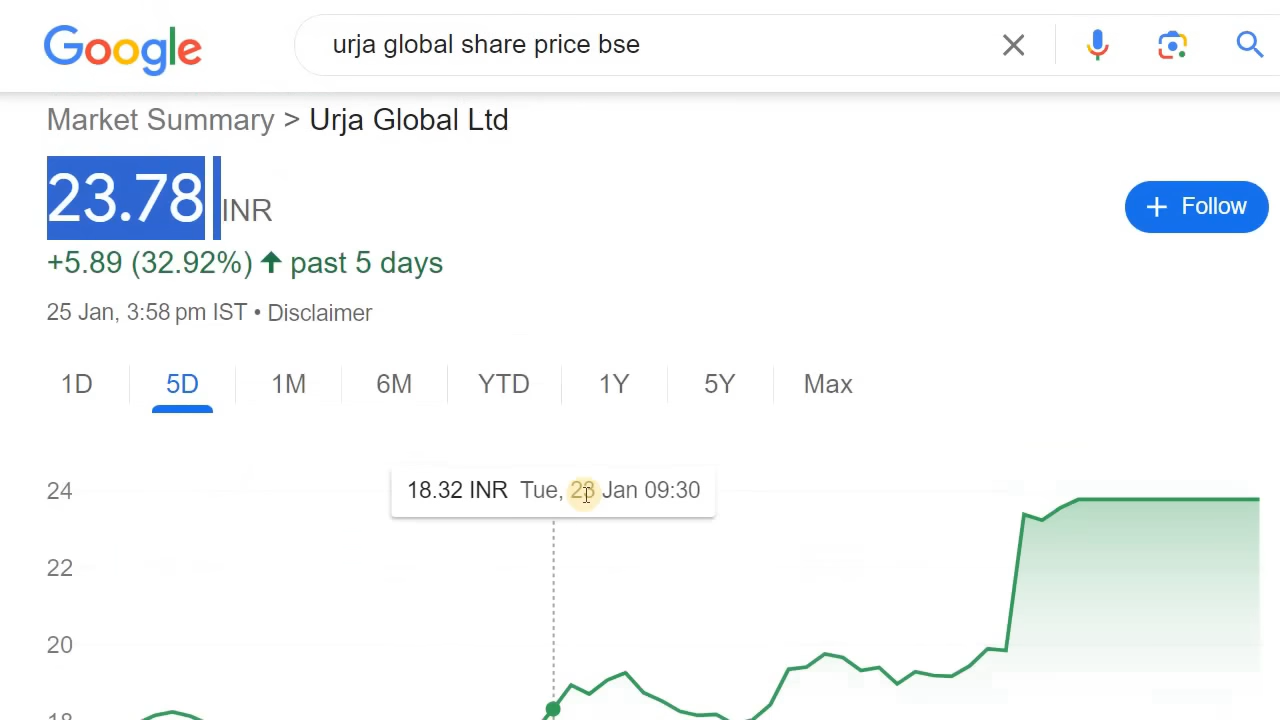 Google
urja global share price bse
Market Summary > Urja Global Ltd
23.78 INR
+5.89 (32.92%) ↑ past 5 days
25 Jan, 3:58 pm IST • Disclaimer
+ Follow
1D 5D 1M 6M YTD 1Y 5Y Max
18.32 INR Tue, 23 Jan 09:30
24
22
20
18